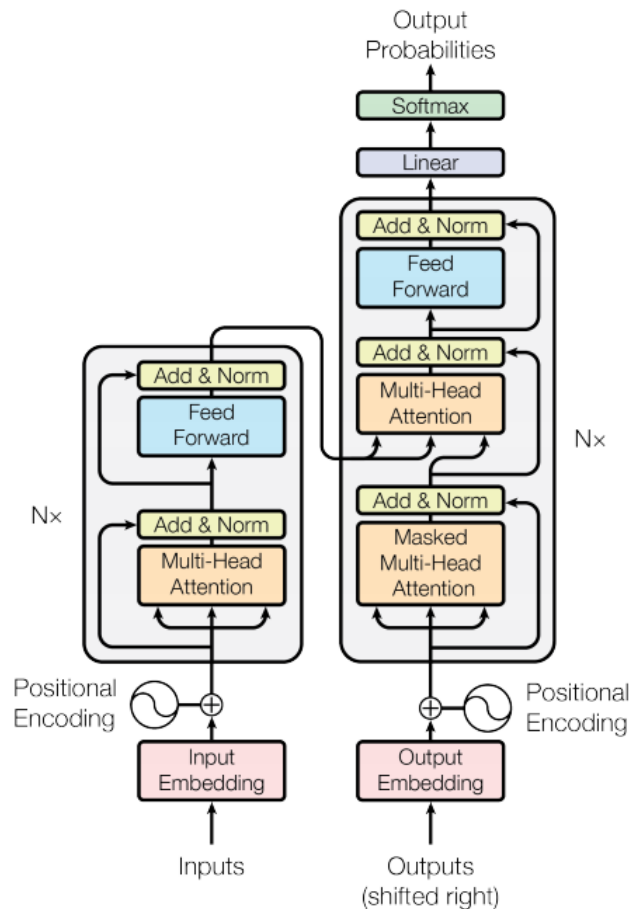 Output
Probabilities
Softmax
Linear
Add & Norm
Feed
Forward
Add & Norm
Multi-Head
Attention
Add & Norm
Masked
Multi-Head
Attention
Nx
Add & Norm
Feed
Forward
Add & Norm
Multi-Head
Attention
Nx
Positional
Encoding
Positional
Encoding
Input
Embedding
Output
Embedding
Inputs
Outputs
(shifted right)